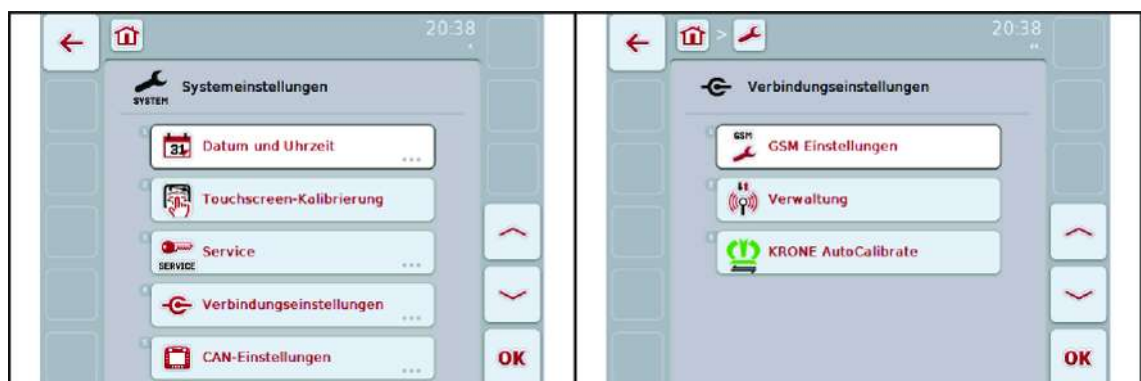 20:38
SYSTEM
Systemeinstellungen
31
Datum und Uhrzeit
...
Touchscreen-Kalibrierung
SERVICE
Service
...
Verbindungseinstellungen
...
CAN-Einstellungen
...
OK
>
20:38
Verbindungseinstellungen
GSM
GSM Einstellungen
Verwaltung
KRONE AutoCalibrate
OK